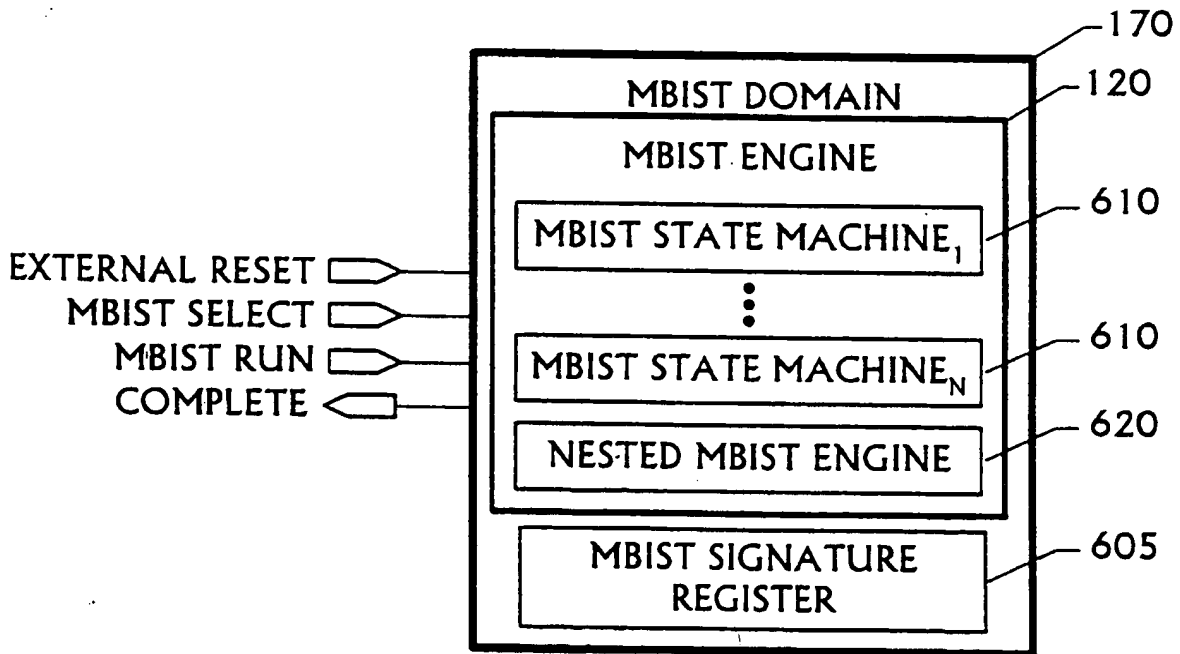 170
MBIST DOMAIN
120
MBIST ENGINE
MBIST STATE MACHINE1
610
EXTERNAL RESET
MBIST SELECT
MBIST RUN
COMPLETE
MBIST STATE MACHINEN
610
NESTED MBIST ENGINE
620
MBIST SIGNATURE
REGISTER
605